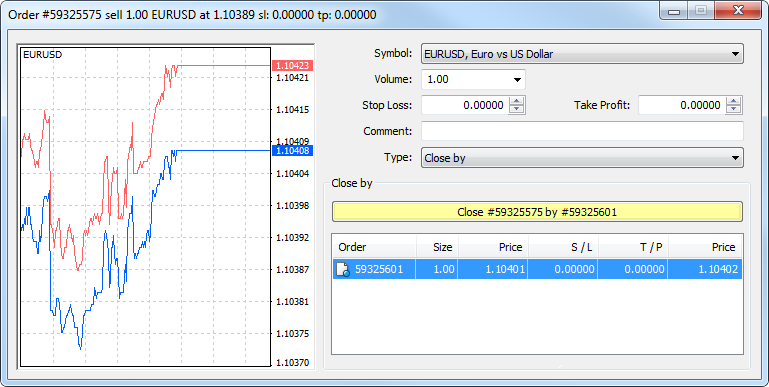 Order #59325575 sell 1.00 EURUSD at 1.10389 sl: 0.00000 tp: 0.00000
EURUSD
1.10423
1.10421
1.10415
1.10409
1.10408
1.10404
1.10398
1.10392
1.10387
1.10381
1.10375
1.10370
Symbol: EURUSD, Euro vs US Dollar
Volume: 1.00
Stop Loss: 0.00000 Take Profit: 0.00000
Comment:
Type: Close by
Close by
Close #59325575 by #59325601
Order Size Price S / L T / P Price
59325601 1.00 1.10401 0.00000 0.00000 1.10402